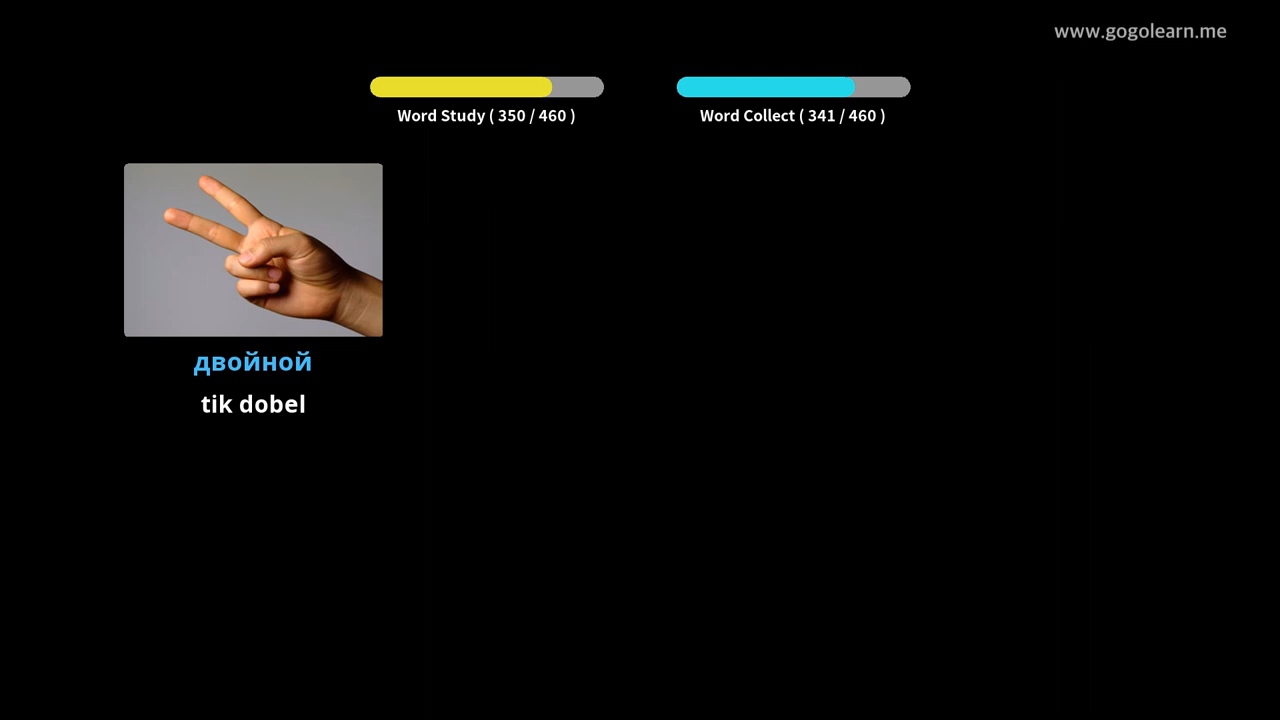 www.gogolearn.me
Word Study ( 350 / 460 )
Word Collect ( 341 / 460 )
двойной
tik dobel